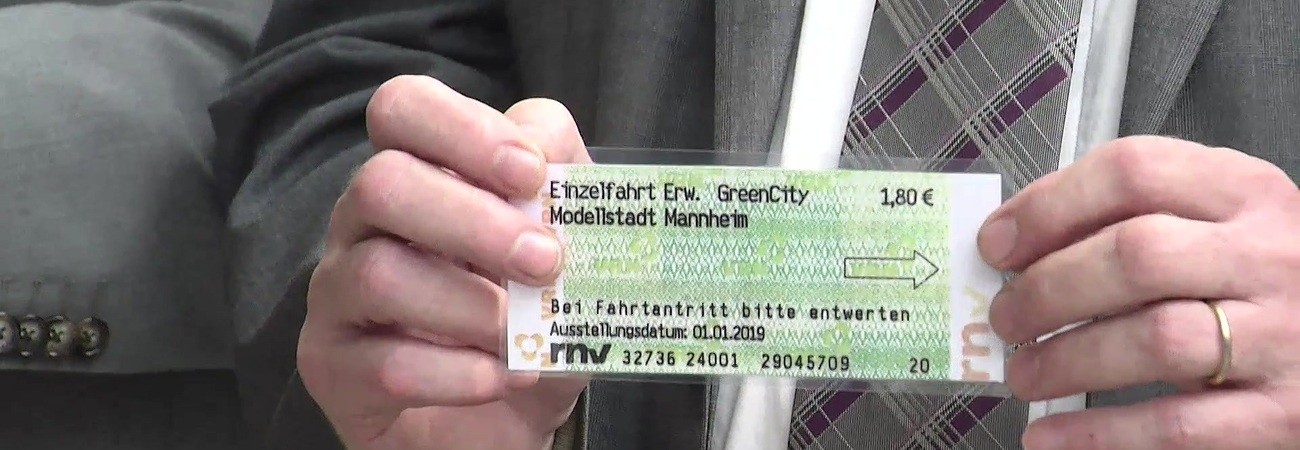 Einzelfahrt Erw. GreenCity 1,80 €
Modellstadt Mannheim
Bei Fahrtantritt bitte entwerten
Ausstellungsdatum: 01.01.2019
rnv 32736 24001 29045709 20
rnv